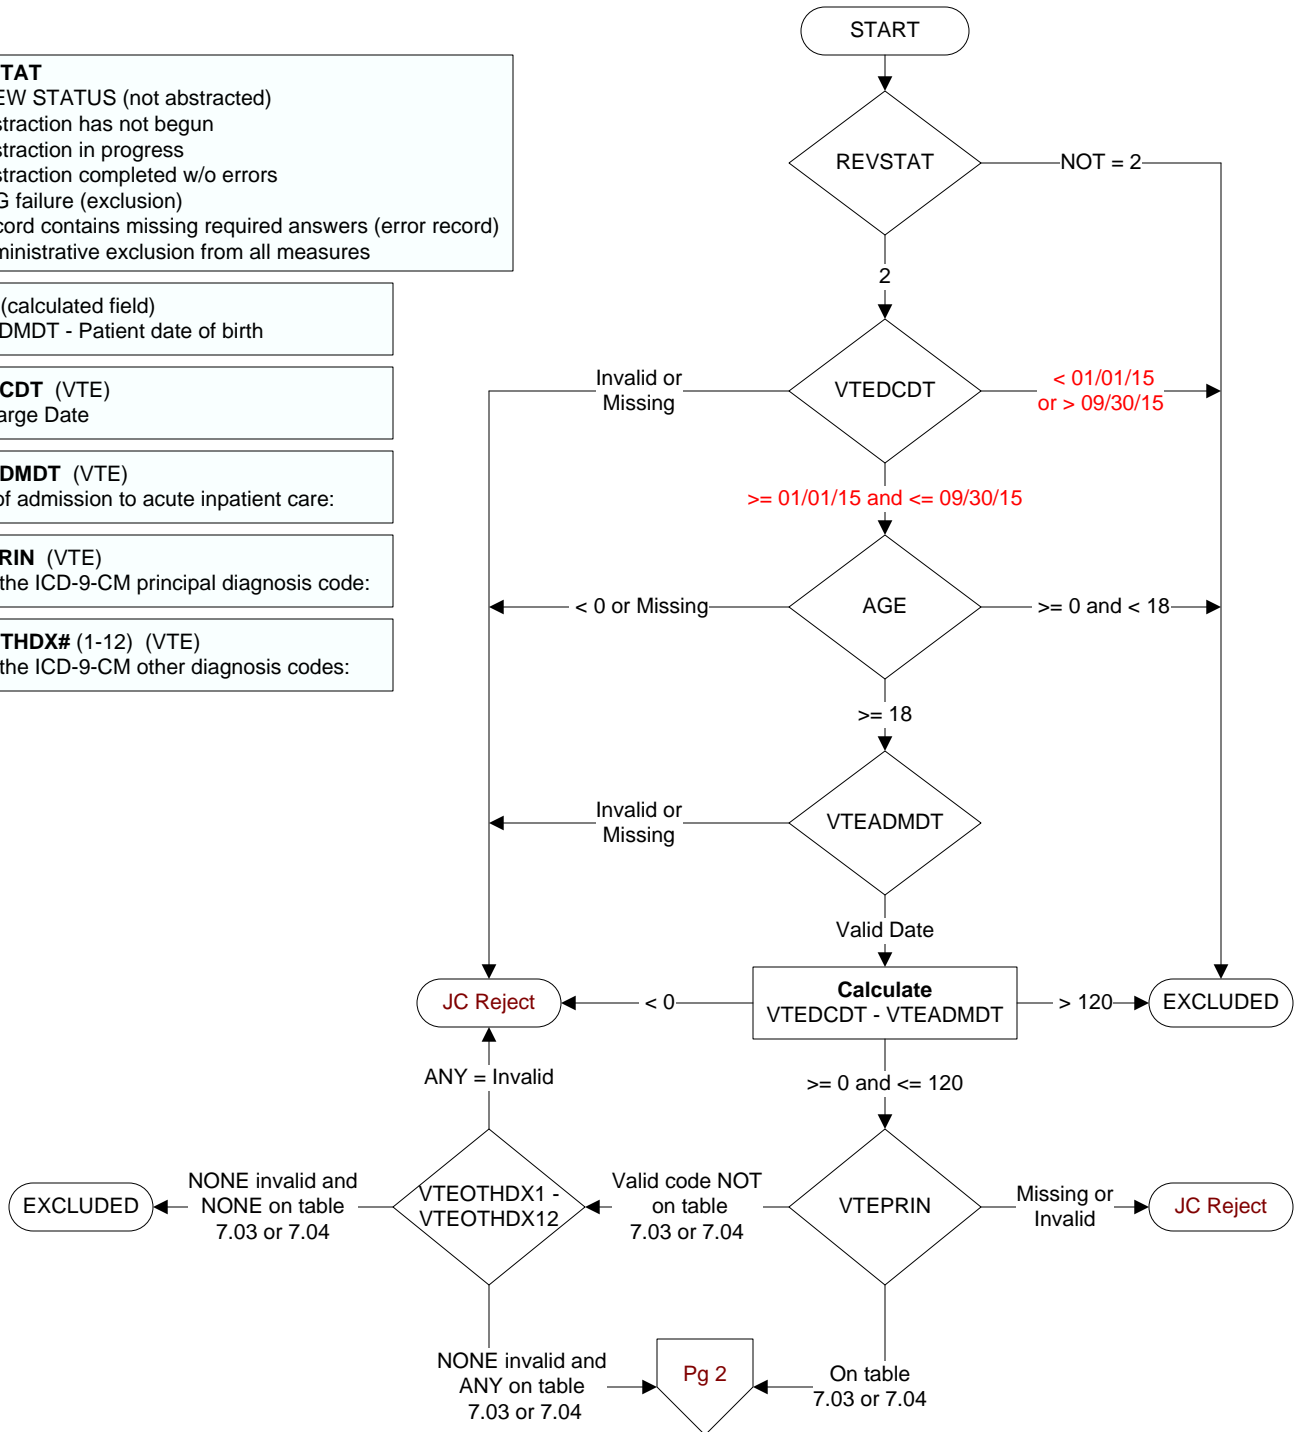 START
TAT
EW STATUS (not abstracted)
straction has not begun
straction in progress
straction completed w/o errors
G failure (exclusion)
cord contains missing required answers (error record)
ministrative exclusion from all measures
(calculated field)
DMDT - Patient date of birth
CDT (VTE)
arge Date
DMDT (VTE)
of admission to acute inpatient care:
RIN (VTE)
the ICD-9-CM principal diagnosis code:
THDX# (1-12) (VTE)
the ICD-9-CM other diagnosis codes:
REVSTAT
NOT = 2
2
Invalid or
Missing
VTEDCDT
< 01/01/15
or > 09/30/15
>= 01/01/15 and <= 09/30/15
< 0 or Missing
AGE
>= 0 and < 18
>= 18
Invalid or
Missing
VTEADMDT
Valid Date
JC Reject
< 0
Calculate
VTEDCDT - VTEADMDT
> 120
EXCLUDED
ANY = Invalid
>= 0 and <= 120
EXCLUDED
NONE invalid and
NONE on table
7.03 or 7.04
VTEOTHDX1 -
VTEOTHDX12
Valid code NOT
on table
7.03 or 7.04
VTEPRIN
Missing or
Invalid
JC Reject
NONE invalid and
ANY on table
7.03 or 7.04
Pg 2
On table
7.03 or 7.04